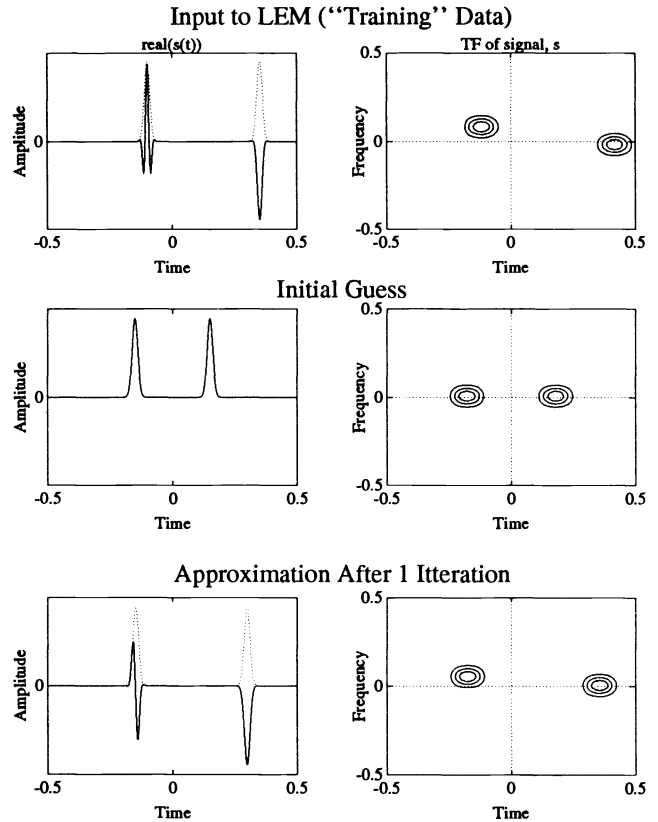 Input to LEM (“Training” Data)
real(s(t))
TF of signal, s
Amplitude
0
-0.5
0
0.5
Time
Frequency
0.5
0
-0.5
-0.5
0
0.5
Time
Initial Guess
Amplitude
0
-0.5
0
0.5
Time
Frequency
0.5
0
-0.5
-0.5
0
0.5
Time
Approximation After 1 Itteration
Amplitude
0
-0.5
0
0.5
Time
Frequency
0.5
0
-0.5
-0.5
0
0.5
Time